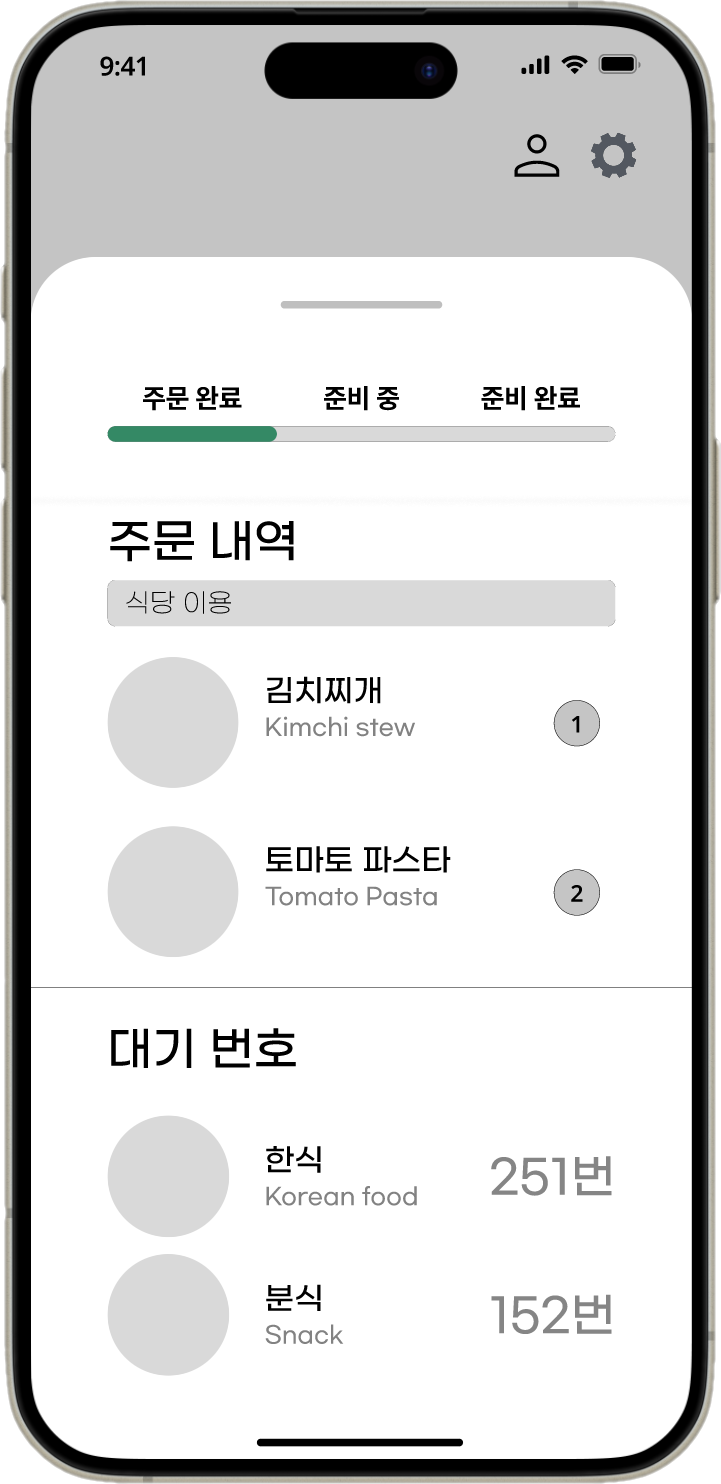 9:41
주문 완료 준비 중 준비 완료
주문 내역
식당 이용
김치찌개
Kimchi stew
1
토마토 파스타
Tomato Pasta
2
대기 번호
한식
Korean food
251번
분식
Snack
152번